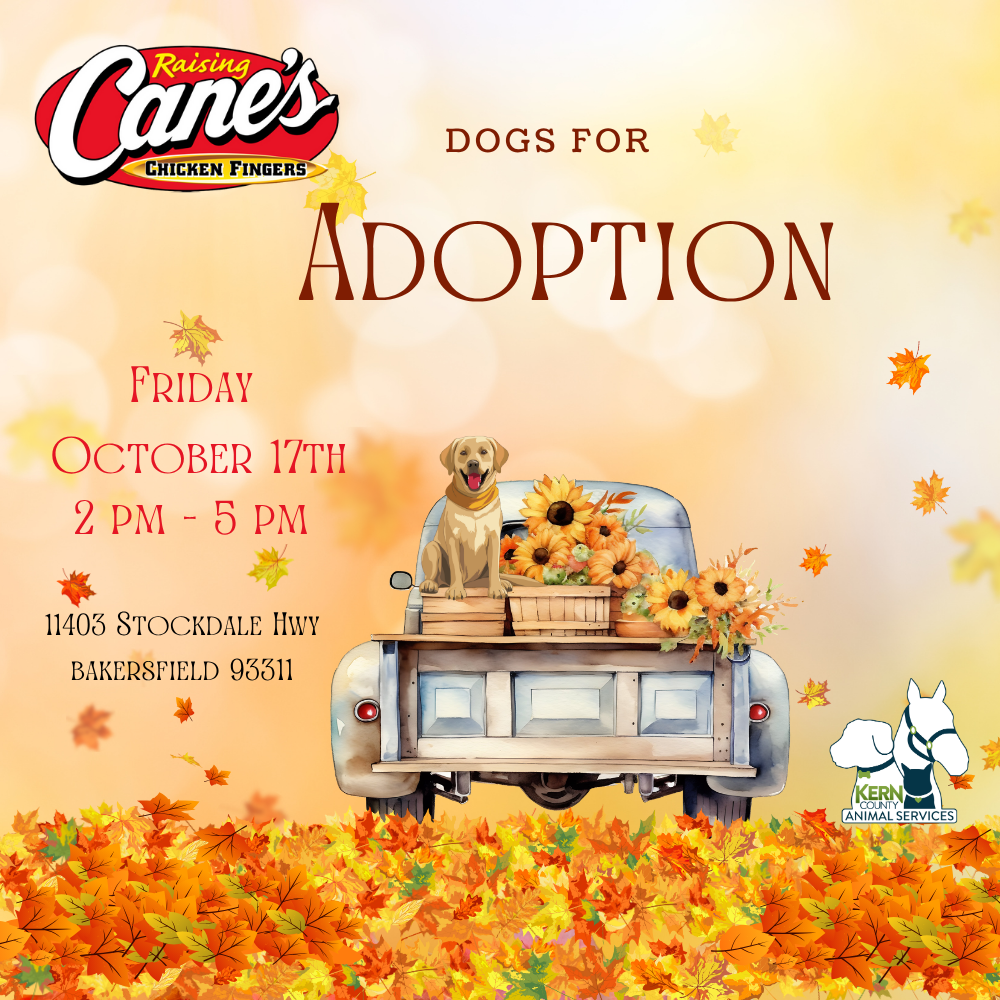 Raising
Cane's
CHICKEN FINGERS
DOGS FOR
ADOPTION
FRIDAY
OCTOBER 17TH
2 PM - 5 PM
11403 STOCKDALE HWY
BAKERSFIELD 93311
KERN
COUNTY
ANIMAL SERVICES